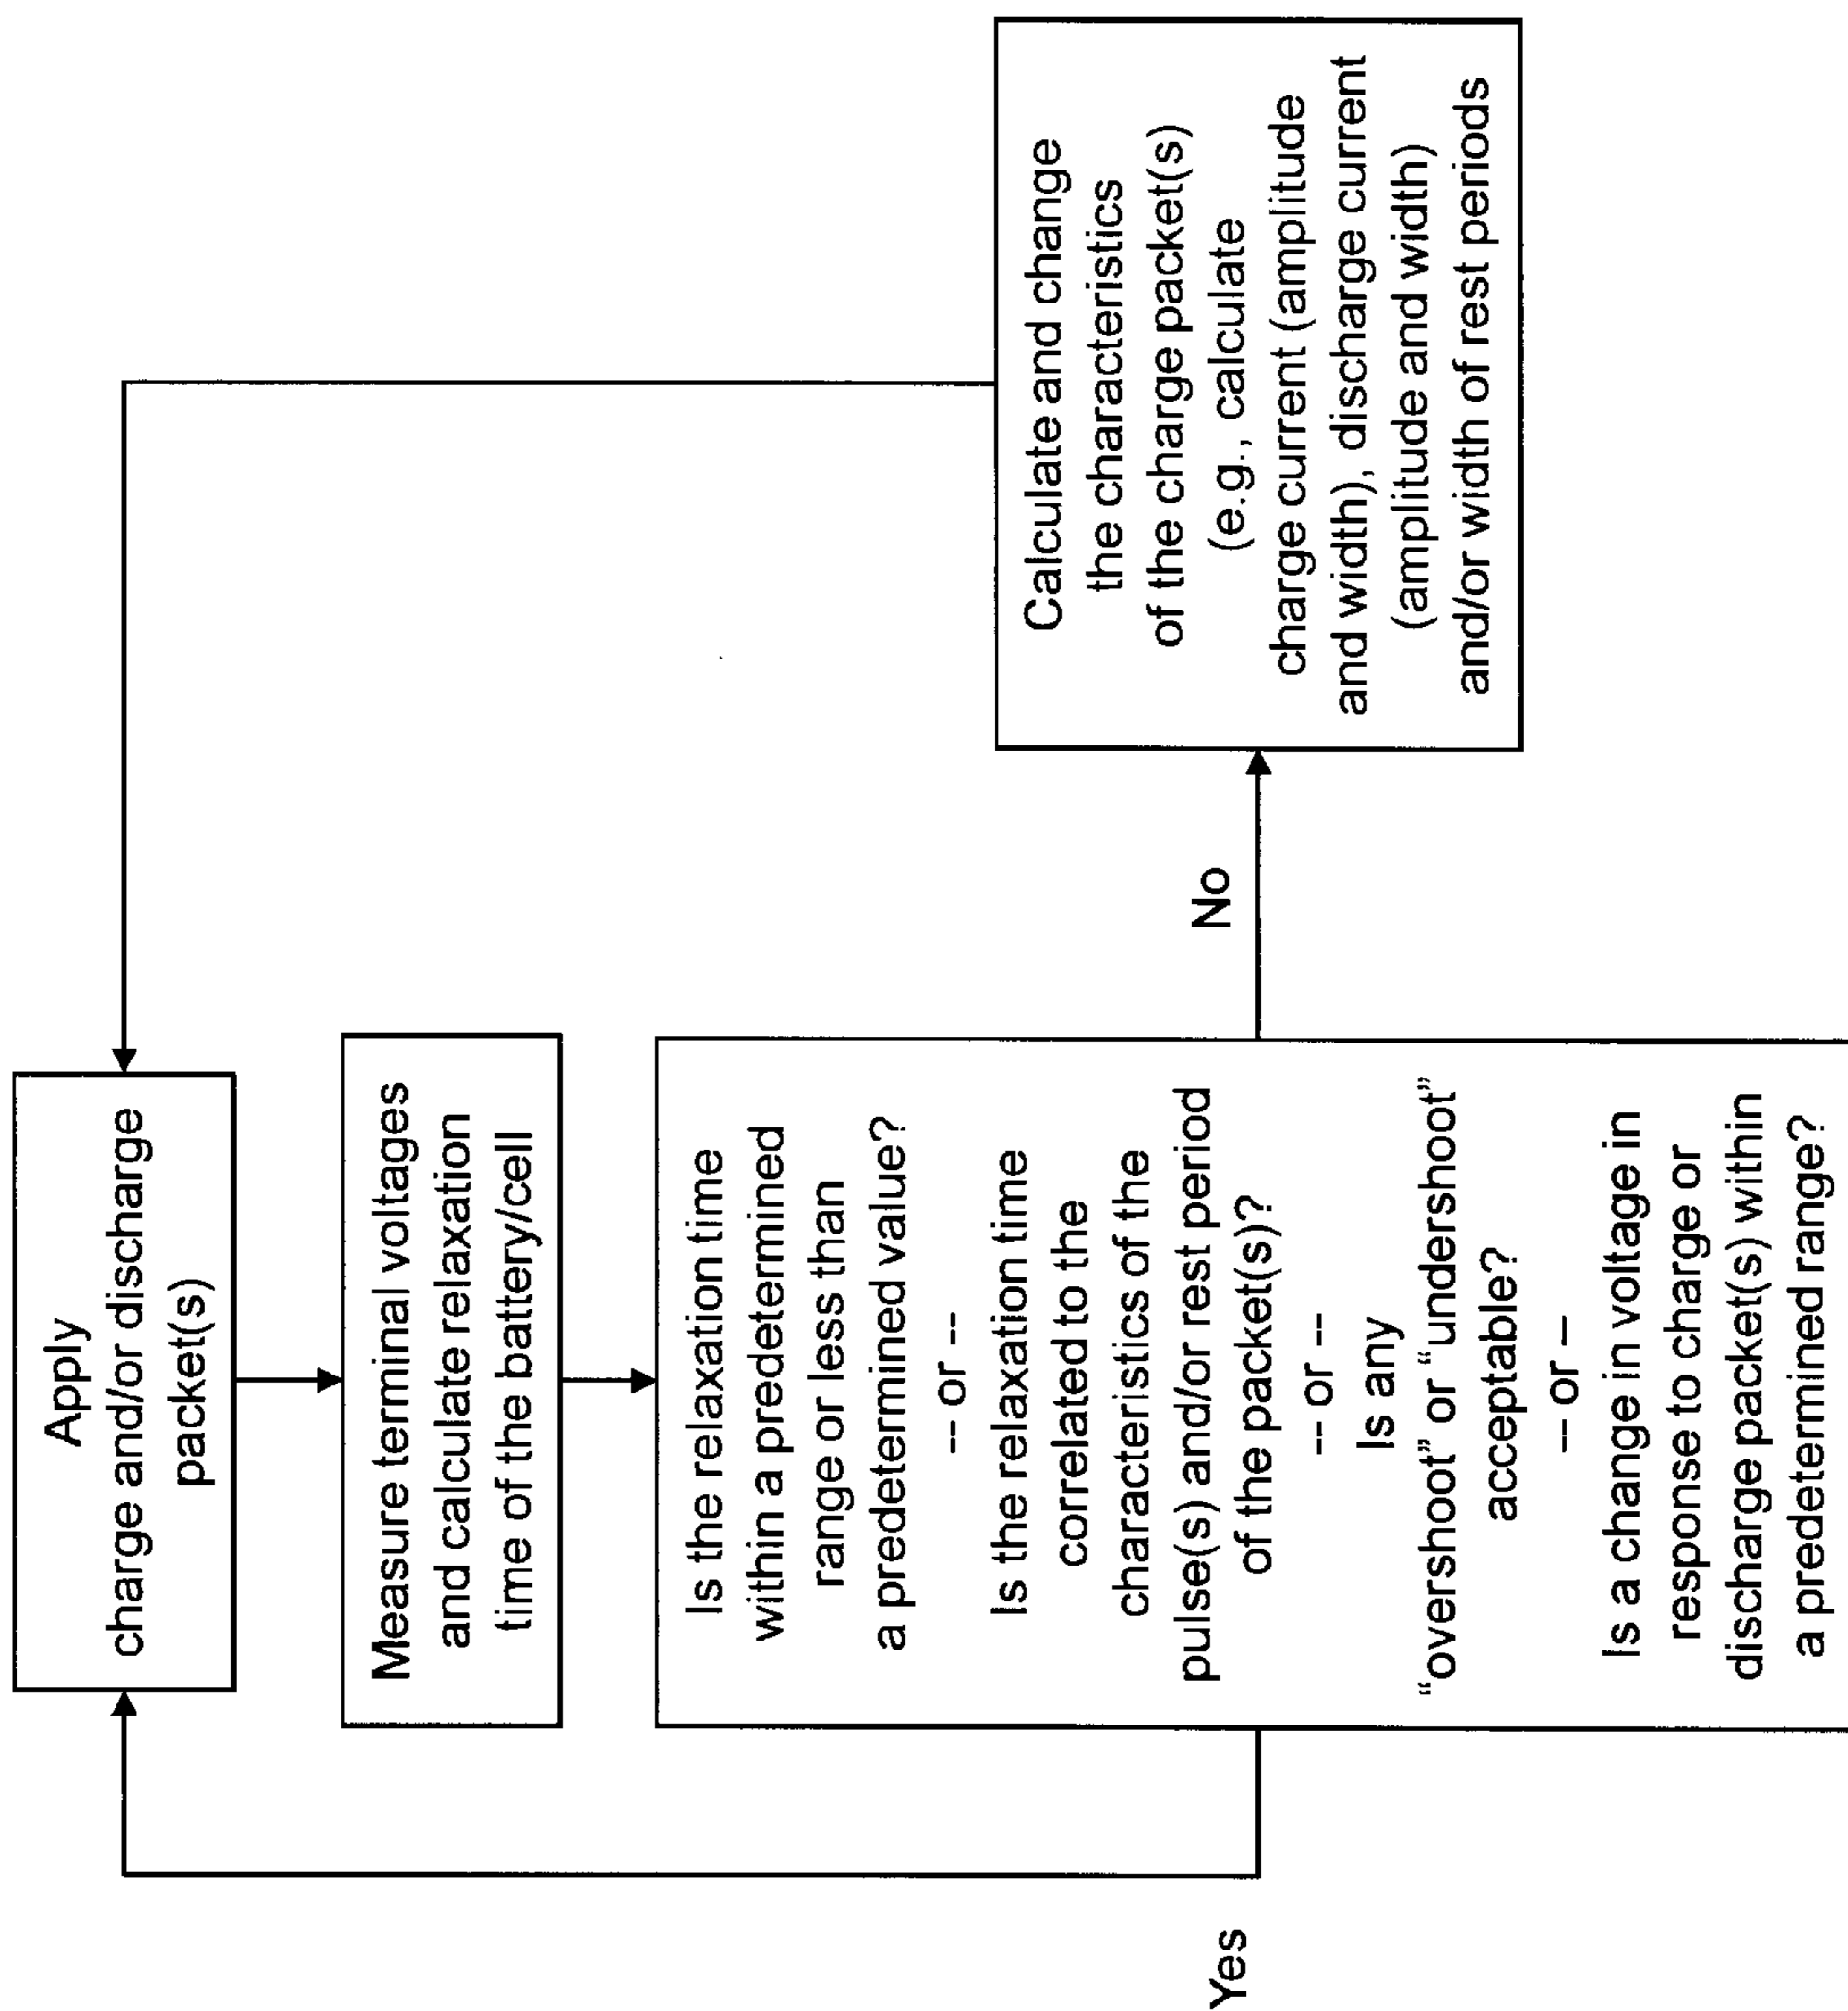 Apply
charge and/or discharge
packet(s)
Measure terminal voltages
and calculate relaxation
time of the battery/cell
Is the relaxation time
within a predetermined
range or less than
a predetermined value?
-- or --
Is the relaxation time
correlated to the
characteristics of the
pulse(s) and/or rest period
of the packet(s)?
-- or --
Is any
“overshoot” or “undershoot”
acceptable?
-- or –
Is a change in voltage in
response to charge or
discharge packet(s) within
a predetermined range?
Yes
No
Calculate and change
the characteristics
of the charge packet(s)
(e.g., calculate
charge current (amplitude
and width), discharge current
(amplitude and width)
and/or width of rest periods